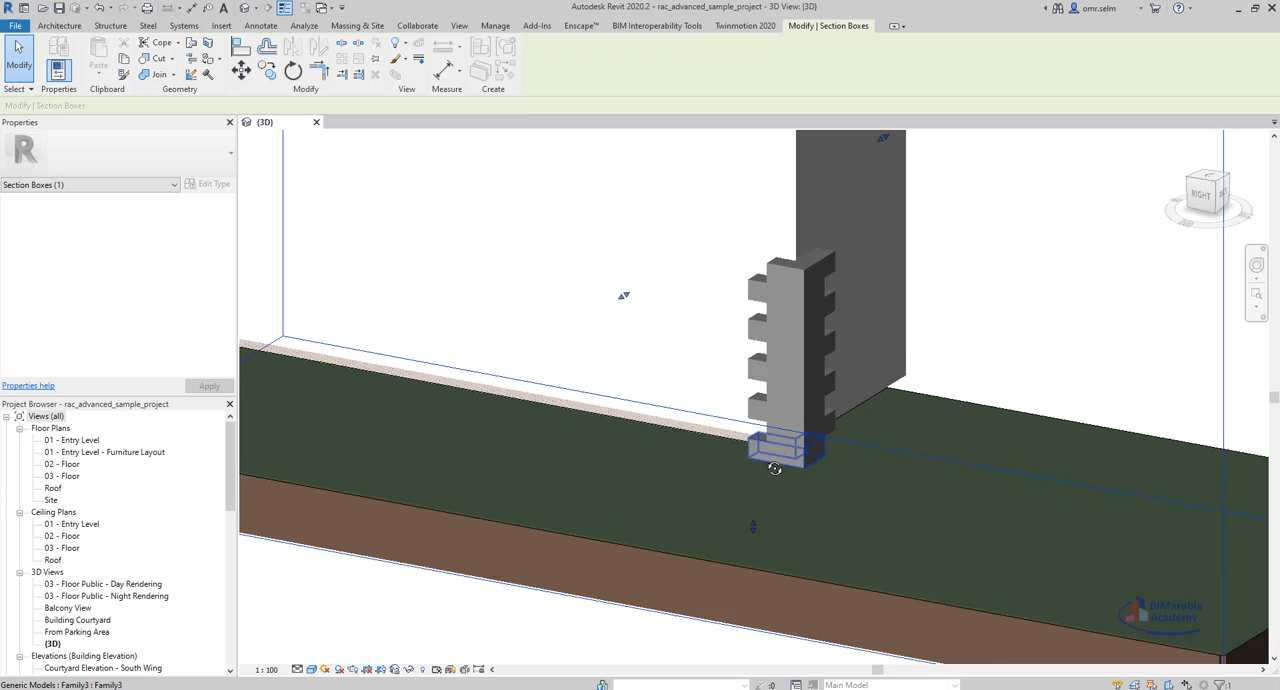 Autodesk Revit 2020.2 - rac_advanced_sample_project - 3D View: {3D}
omr.selm
File Architecture Structure Steel Systems Insert Annotate Analyze Massing & Site Collaborate View Manage Add-Ins Enscape™ BIM Interoperability Tools Twinmotion 2020 Modify | Section Boxes
Cope
Cut
Join
Modify
Paste
Select Properties Clipboard Geometry Modify View Measure Create
Modify | Section Boxes
Properties
{3D}
Section Boxes (1)
Edit Type
RIGHT
Properties help
Apply
Project Browser - rac_advanced_sample_project
Views (all)
Floor Plans
01 - Entry Level
01 - Entry Level - Furniture Layout
02 - Floor
03 - Floor
Roof
Site
Ceiling Plans
01 - Entry Level
02 - Floor
03 - Floor
Roof
3D Views
03 - Floor Public - Day Rendering
03 - Floor Public - Night Rendering
Balcony View
Building Courtyard
From Parking Area
{3D}
Elevations (Building Elevation)
Courtyard Elevation - South Wing
BIMarabia
Academy
1 : 100
Generic Models : Family3 : Family3
:0
Main Model
:1